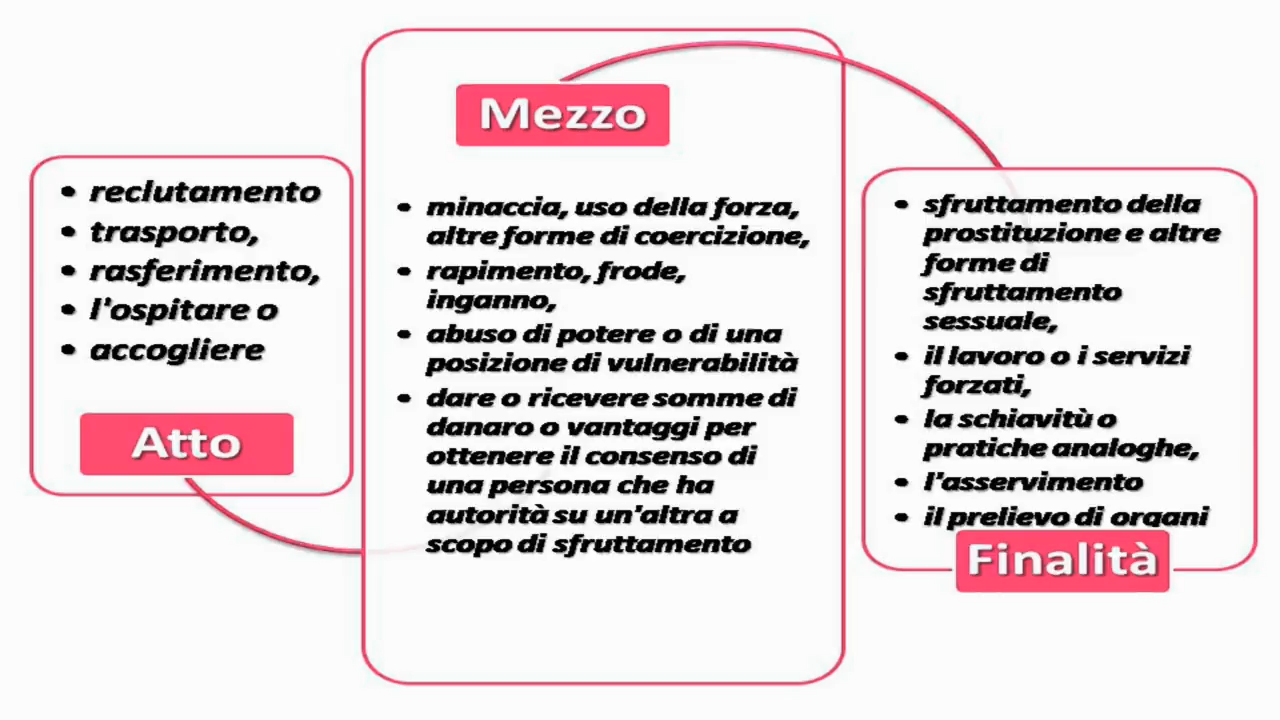 reclutamento
trasporto,
rasferimento,
l'ospitare o
accogliere
Atto
Mezzo
minaccia, uso della forza,
altre forme di coercizione,
rapimento, frode,
inganno,
abuso di potere o di una
posizione di vulnerabilità
dare o ricevere somme di
danaro o vantaggi per
ottenere il consenso di
una persona che ha
autorità su un'altra a
scopo di sfruttamento
sfruttamento della
prostituzione e altre
forme di
sfruttamento
sessuale,
il lavoro o i servizi
forzati,
la schiavitù o
pratiche analoghe,
l'asservimento
il prelievo di organi
Finalità